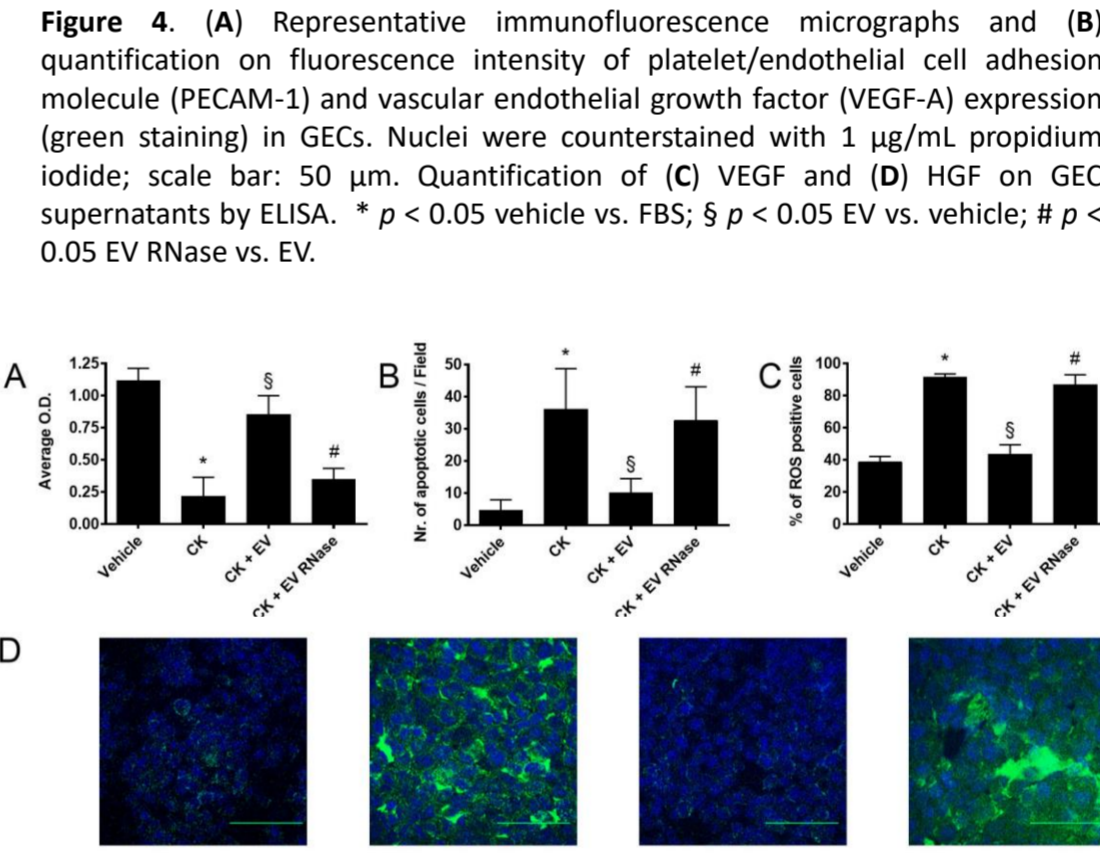 Figure 4. (A) Representative immunofluorescence micrographs and (B)
quantification on fluorescence intensity of platelet/endothelial cell adhesion
molecule (PECAM-1) and vascular endothelial growth factor (VEGF-A) expression
(green staining) in GECs. Nuclei were counterstained with 1 μg/mL propidium
iodide; scale bar: 50 μm. Quantification of (C) VEGF and (D) HGF on GEC
supernatants by ELISA. * p < 0.05 vehicle vs. FBS; § p < 0.05 EV vs. vehicle; # p <
0.05 EV RNase vs. EV.
A
Average O.D.
1.25
1.00
0.75
0.50
0.25
0.00
*
§
#
Vehicle
CK
CK + EV
CK + EV RNase
B
Nr. of apoptotic cells / Field
50
40
30
20
10
0
*
§
#
Vehicle
CK
CK + EV
CK + EV RNase
C
% of ROS positive cells
100
80
60
40
20
0
*
§
#
Vehicle
CK
CK + EV
CK + EV RNase
D